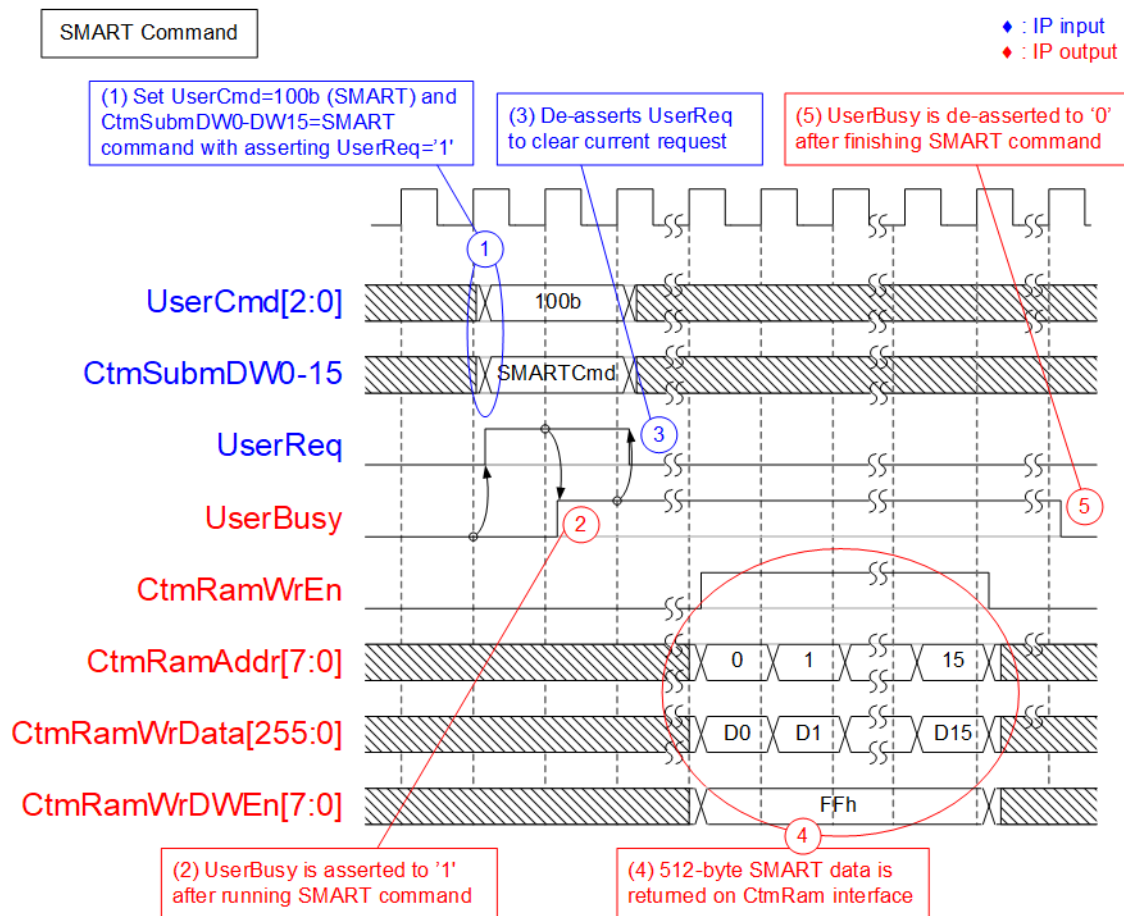 SMART Command
♦ : IP input
♦ : IP output
(1) Set UserCmd=100b (SMART) and
CtmSubmDW0-DW15=SMART
command with asserting UserReq='1'
(3) De-asserts UserReq
to clear current request
(5) UserBusy is de-asserted to ‘0’
after finishing SMART command
1
UserCmd[2:0]
100b
CtmSubmDW0-15
SMARTCmd
UserReq
3
UserBusy
2
5
CtmRamWrEn
CtmRamAddr[7:0]
0
1
15
CtmRamWrData[255:0]
D0
D1
D15
CtmRamWrDWEn[7:0]
FFh
4
(2) UserBusy is asserted to ’1'
after running SMART command
(4) 512-byte SMART data is
returned on CtmRam interface